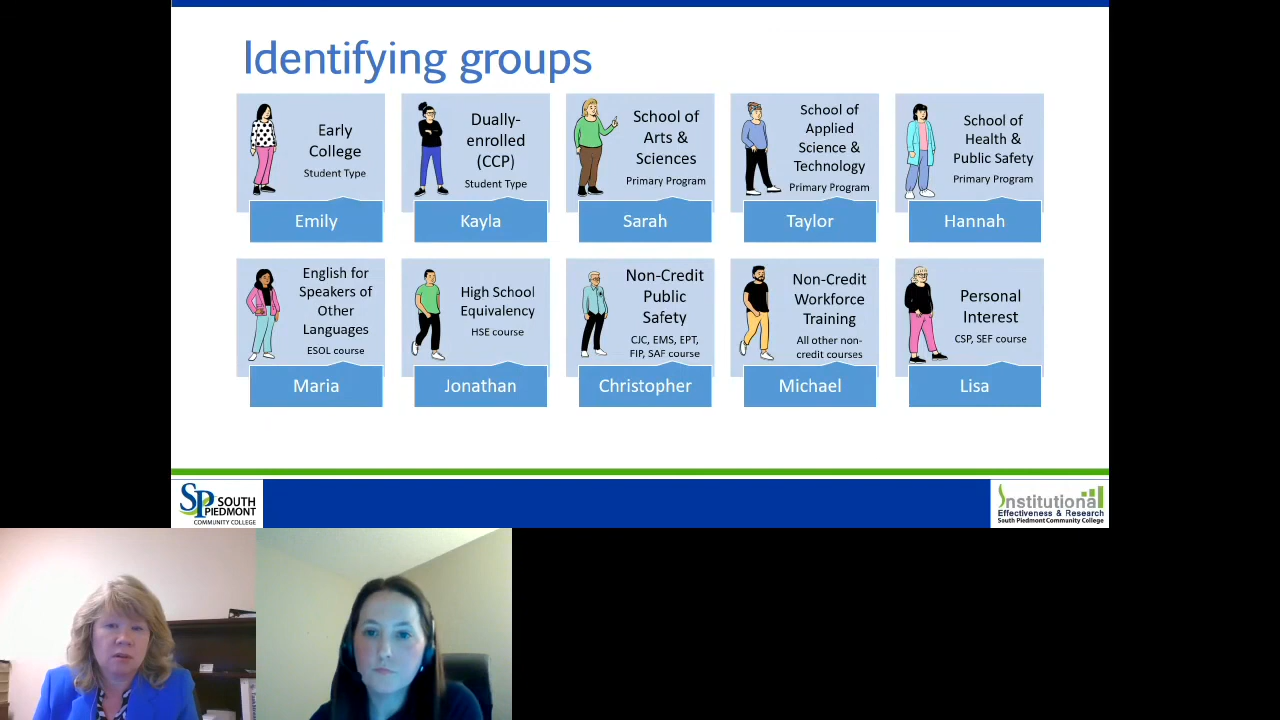 Identifying groups
Early
College
Student Type
Emily
Dually-
enrolled
(CCP)
Student Type
Kayla
School of
Arts &
Sciences
Primary Program
Sarah
School of
Applied
Science &
Technology
Primary Program
Taylor
School of
Health &
Public Safety
Primary Program
Hannah
English for
Speakers of
Other
Languages
ESOL course
Maria
High School
Equivalency
HSE course
Jonathan
Non-Credit
Public
Safety
CJC, EMS, EPT,
FIP, SAF course
Christopher
Non-Credit
Workforce
Training
All other non-
credit courses
Michael
Personal
Interest
CSP, SEF course
Lisa
SP SOUTH
PIEDMONT
COMMUNITY COLLEGE
Institutional
Effectiveness & Research
South Piedmont Community College